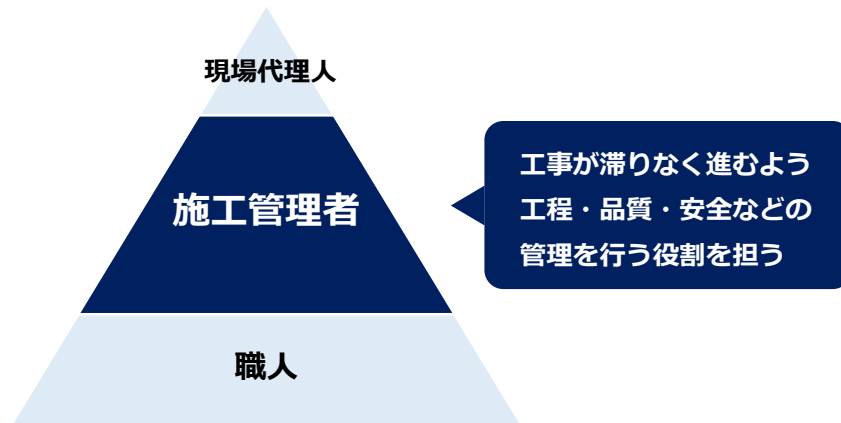 現場代理人
施工管理者
工事が滞りなく進むよう
工程・品質・安全などの
管理を行う役割を担う
職人